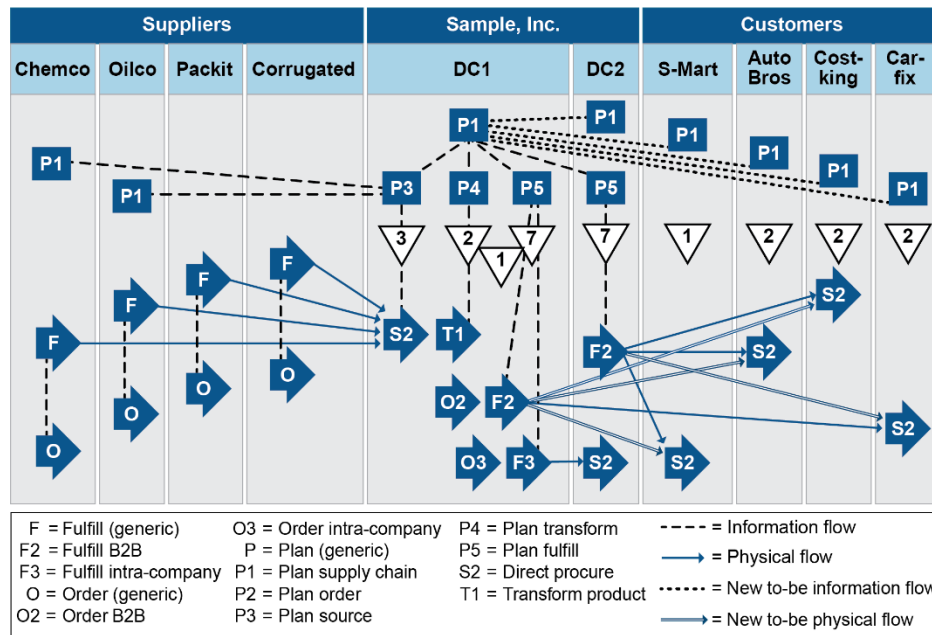 Suppliers Sample, Inc. Customers
Chemco Oilco Packit Corrugated DC1 DC2 S-Mart Auto Bros Cost-king Car-fix
P1
P1
P1
P1
P1
P1
P1
P1
P1
P3
P4
P5
P5
3
2
1
7
7
1
2
2
2
F
F
F
F
S2
T1
F2
S2
S2
O
O
O
O
O2
F2
S2
O3
F3
S2
S2
F = Fulfill (generic)
F2 = Fulfill B2B
F3 = Fulfill intra-company
O = Order (generic)
O2 = Order B2B
O3 = Order intra-company
P = Plan (generic)
P1 = Plan supply chain
P2 = Plan order
P3 = Plan source
P4 = Plan transform
P5 = Plan fulfill
S2 = Direct procure
T1 = Transform product
= Information flow
= Physical flow
= New to-be information flow
= New to-be physical flow